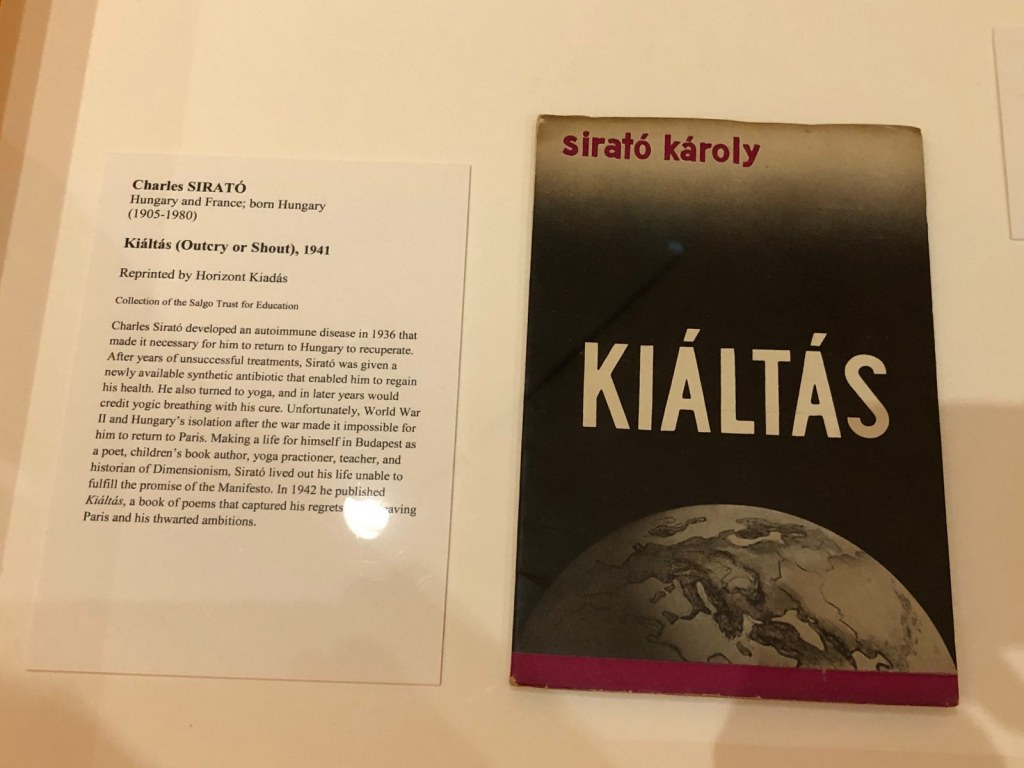 Charles SIRATÓ
Hungary and France; born Hungary
(1905-1980)
Kiáltás (Outcry or Shout), 1941
Reprinted by Horizont Kiadás
Collection of the Salgo Trust for Education
Charles Sirató developed an autoimmune disease in 1936 that
made it necessary for him to return to Hungary to recuperate.
After years of unsuccessful treatments, Sirató was given a
newly available synthetic antibiotic that enabled him to regain
his health. He also turned to yoga, and in later years would
credit yogic breathing with his cure. Unfortunately, World War
II and Hungary's isolation after the war made it impossible for
him to return to Paris. Making a life for himself in Budapest as
a poet, children's book author, yoga practioner, teacher, and
historian of Dimensionism, Sirató lived out his life unable to
fulfill the promise of the Manifesto. In 1942 he published
Kiáltás, a book of poems that captured his regrets
Paris and his thwarted ambitions.
sirató károly
KIÁLTÁS